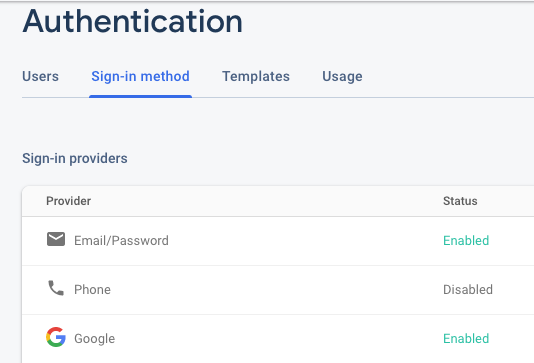 Authentication
Users Sign-in method Templates Usage
Sign-in providers
Provider Status
Email/Password Enabled
Phone Disabled
Google Enabled